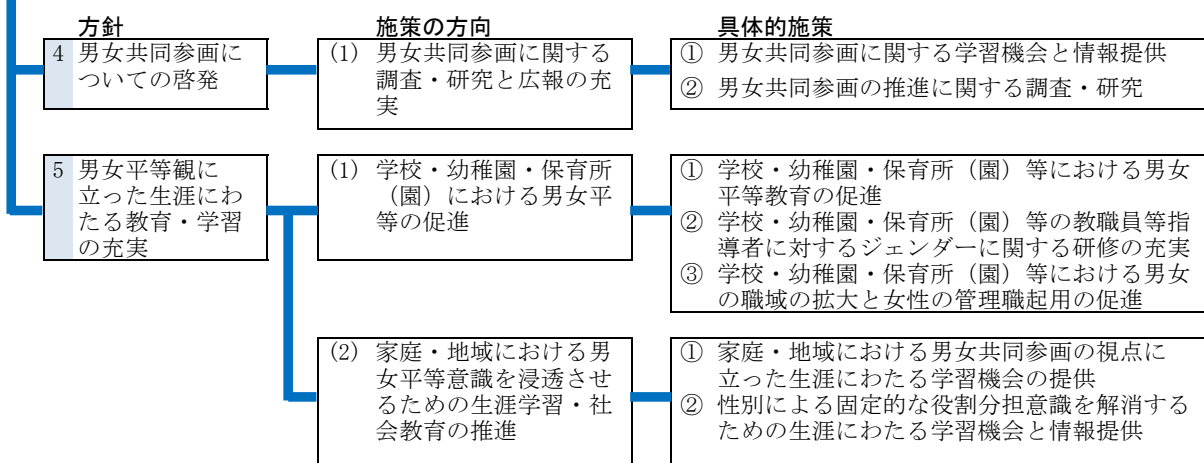 方針 施策の方向 具体的施策
4 男女共同参画に
ついての啓発
(1) 男女共同参画に関する
調査・研究と広報の充
実
① 男女共同参画に関する学習機会と情報提供
② 男女共同参画の推進に関する調査・研究
5 男女平等観に
立った生涯にわ
たる教育・学習
の充実
(1) 学校・幼稚園・保育所
（園）における男女平
等の促進
① 学校・幼稚園・保育所（園）等における男女
平等教育の促進
② 学校・幼稚園・保育所（園）等の教職員等指
導者に対するジェンダーに関する研修の充実
③ 学校・幼稚園・保育所（園）等における男女
の職域の拡大と女性の管理職起用の促進
(2) 家庭・地域における男
女平等意識を浸透させ
るための生涯学習・社
会教育の推進
① 家庭・地域における男女共同参画の視点に
立った生涯にわたる学習機会の提供
② 性別による固定的な役割分担意識を解消する
ための生涯にわたる学習機会と情報提供